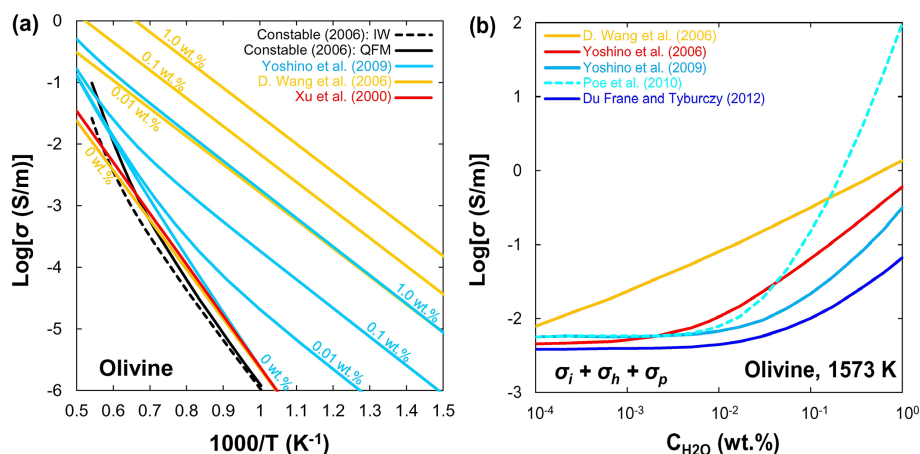 (a)
Constable (2006): IW
Constable (2006): QFM
Yoshino et al. (2009)
D. Wang et al. (2006)
Xu et al. (2000)
1.0 wt.%
0.1 wt.%
0.01 wt.%
0 wt.%
1.0 wt.%
0.1 wt.%
0.01 wt.%
0 wt.%
Olivine
Log[σ (S/m)]
0
-1
-2
-3
-4
-5
-6
0.5 0.6 0.7 0.8 0.9 1 1.1 1.2 1.3 1.4 1.5
1000/T (K-1)
(b)
D. Wang et al. (2006)
Yoshino et al. (2006)
Yoshino et al. (2009)
Poe et al. (2010)
Du Frane and Tyburczy (2012)
Log[σ (S/m)]
2
1
0
-1
-2
-3
σi + σh + σp
Olivine, 1573 K
10-4 10-3 10-2 10-1 100
CH2O (wt.%)